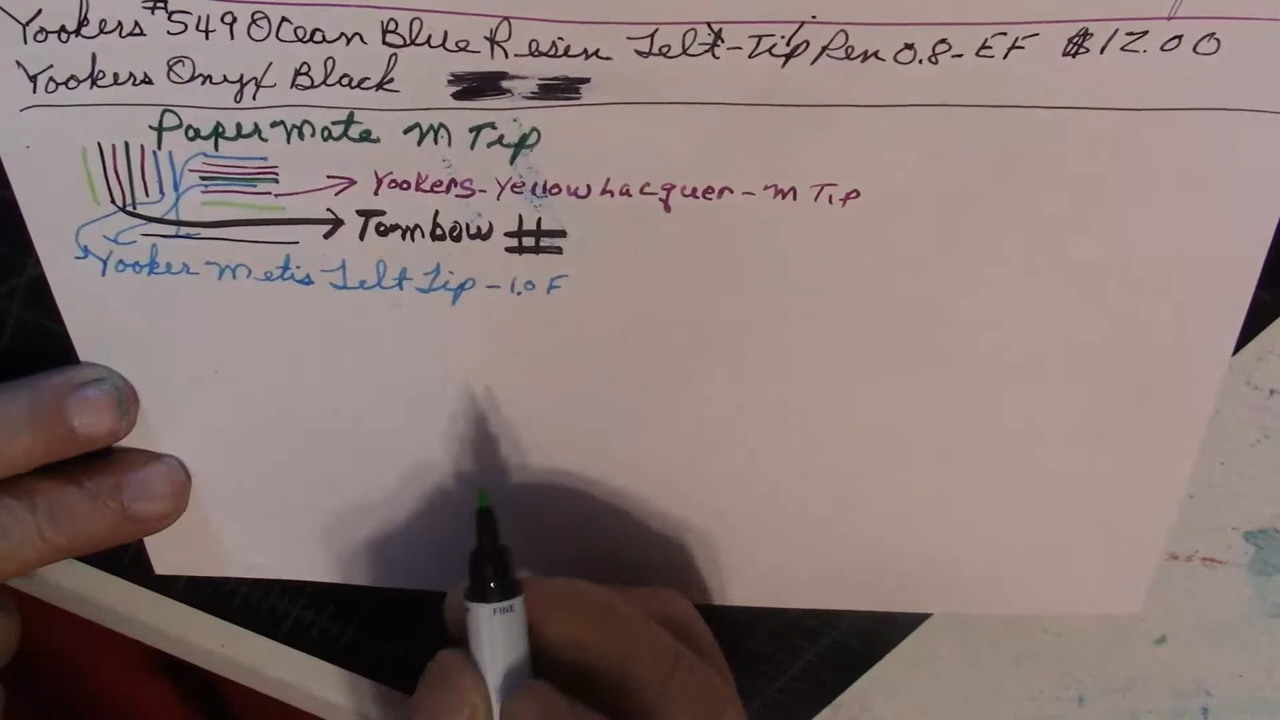 Yookers #549 Ocean Blue Resin Felt-Tip Pen 0.8-EF $12.00
Yookers Onyx Black
PaperMate M Tip
Yookers-Yellow Lacquer-M Tip
Tombow
Yooker Metis Felt Tip-1.0 F
FINE